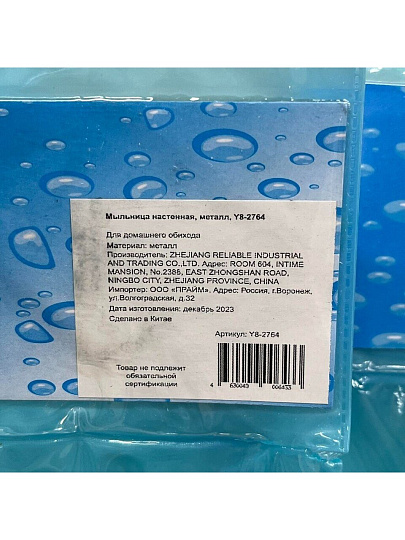 Мыльница настенная, металл, Y8-2764
Для домашнего обихода
Материал: металл
Производитель: ZHEJIANG RELIABLE INDUSTRIAL
AND TRADING CO.,LTD. Адрес: ROOM 604, INTIME
MANSION, No.2388, EAST ZHONGSHAN ROAD,
NINGBO CITY, ZHEJIANG PROVINCE, CHINA
Импортер: ООО «ПРАЙМ». Адрес: Россия, г.Воронеж,
ул.Волгоградская, д.32
Дата изготовления: декабрь 2023
Сделано в Китае
Артикул: Y8-2764
Товар не подлежит
обязательной
сертификации